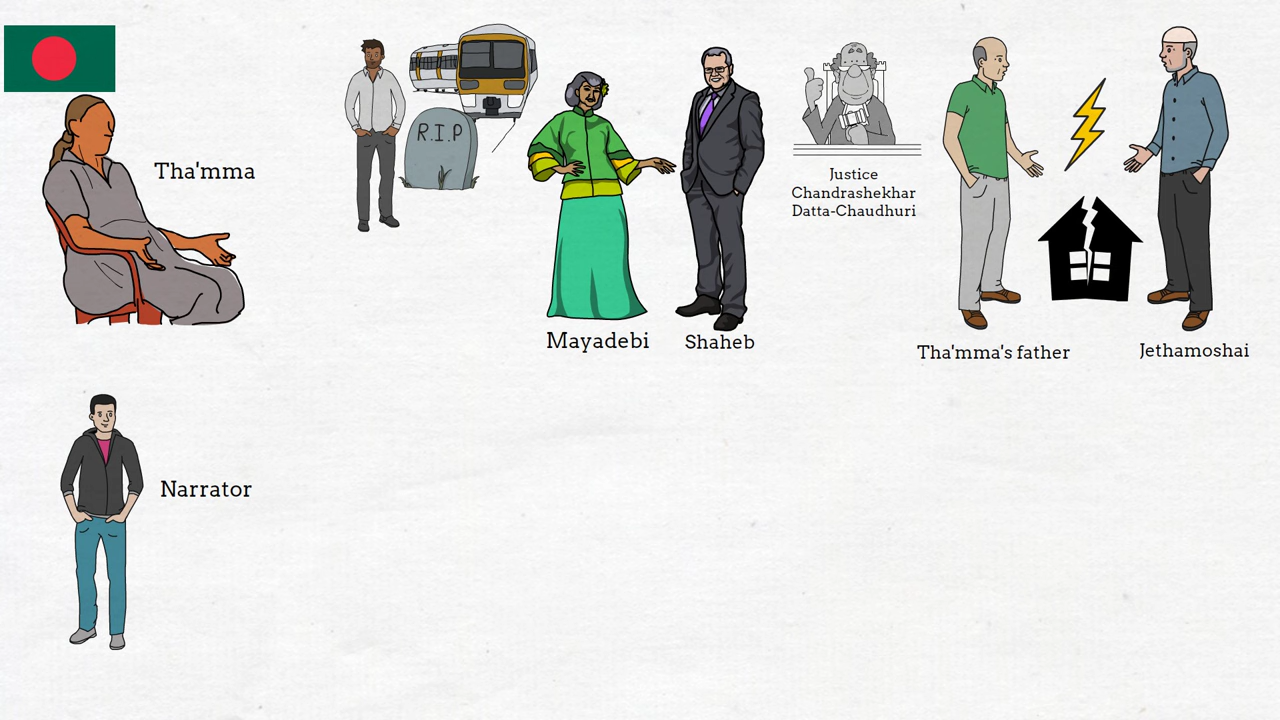 R.I.P
Tha'mma
Justice
Chandrashekhar
Datta-Chaudhuri
Mayadebi
Shaheb
Tha'mma's father
Jethamoshai
Narrator